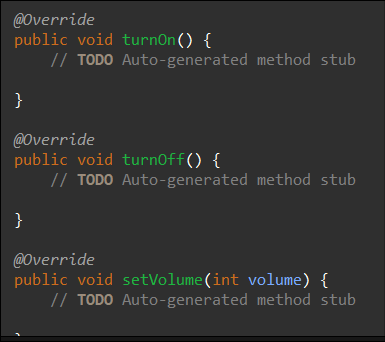 @Override
public void turnOn() {
// TODO Auto-generated method stub
}
@Override
public void turnOff() {
// TODO Auto-generated method stub
}
@Override
public void setVolume(int volume) {
// TODO Auto-generated method stub
}